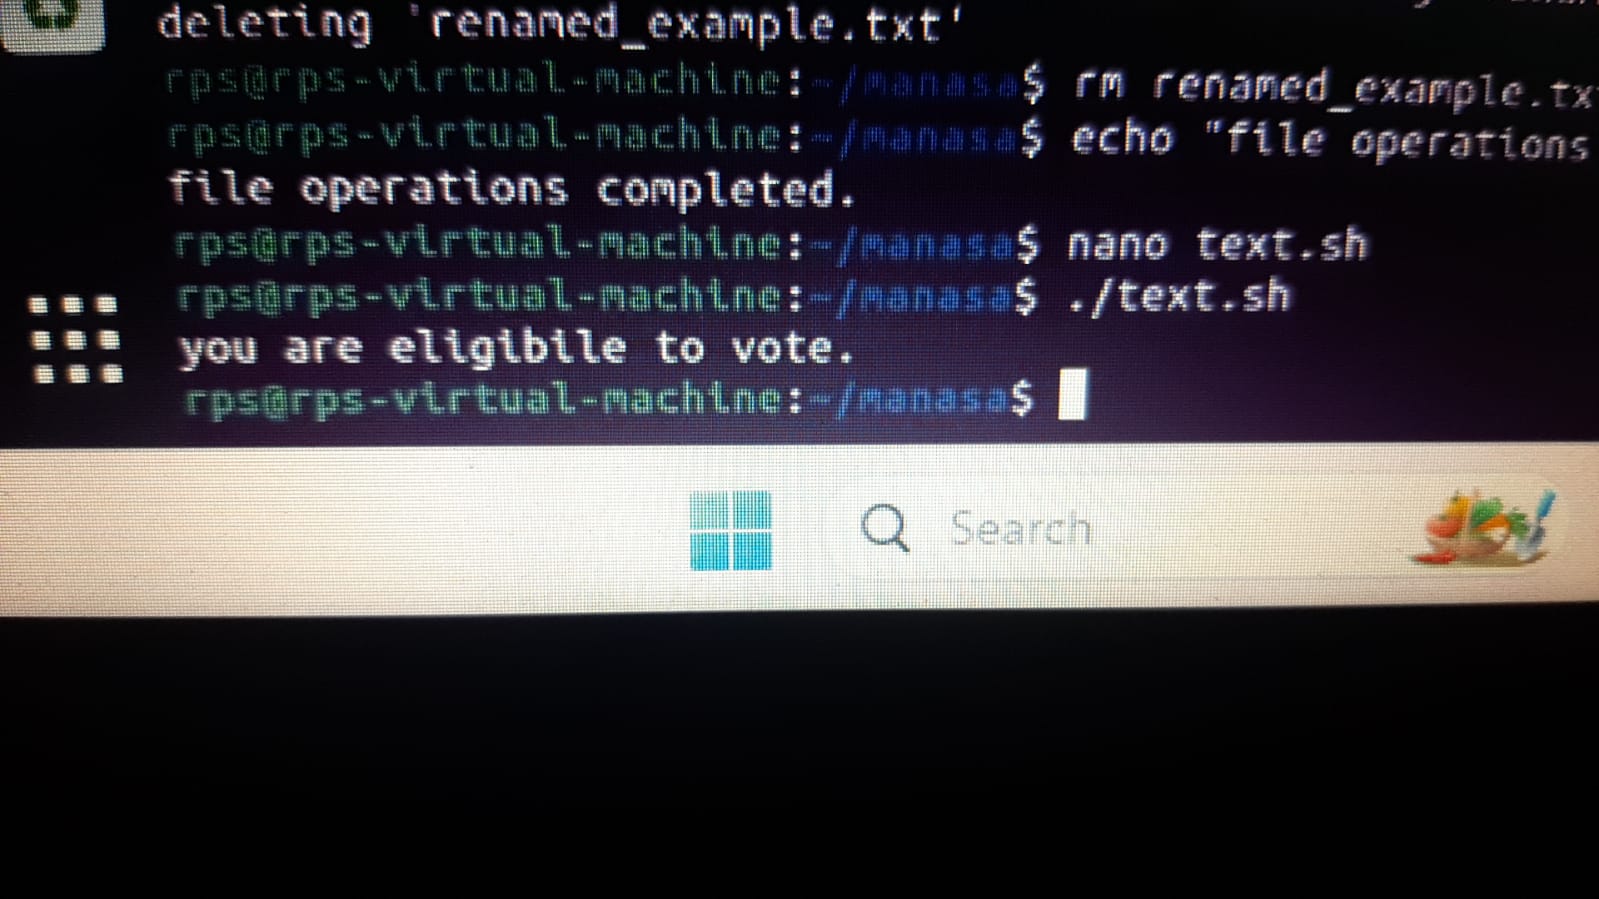 deleting 'renamed_example.txt'
rps@rps-virtual-machine:~/manasa$ rm renamed_example.tx
rps@rps-virtual-machine:~/manasa$ echo "file operations
file operations completed.
rps@rps-virtual-machine:~/manasa$ nano text.sh
rps@rps-virtual-machine:~/manasa$ ./text.sh
you are eligibile to vote.
rps@rps-virtual-machine:~/manasa$
Search